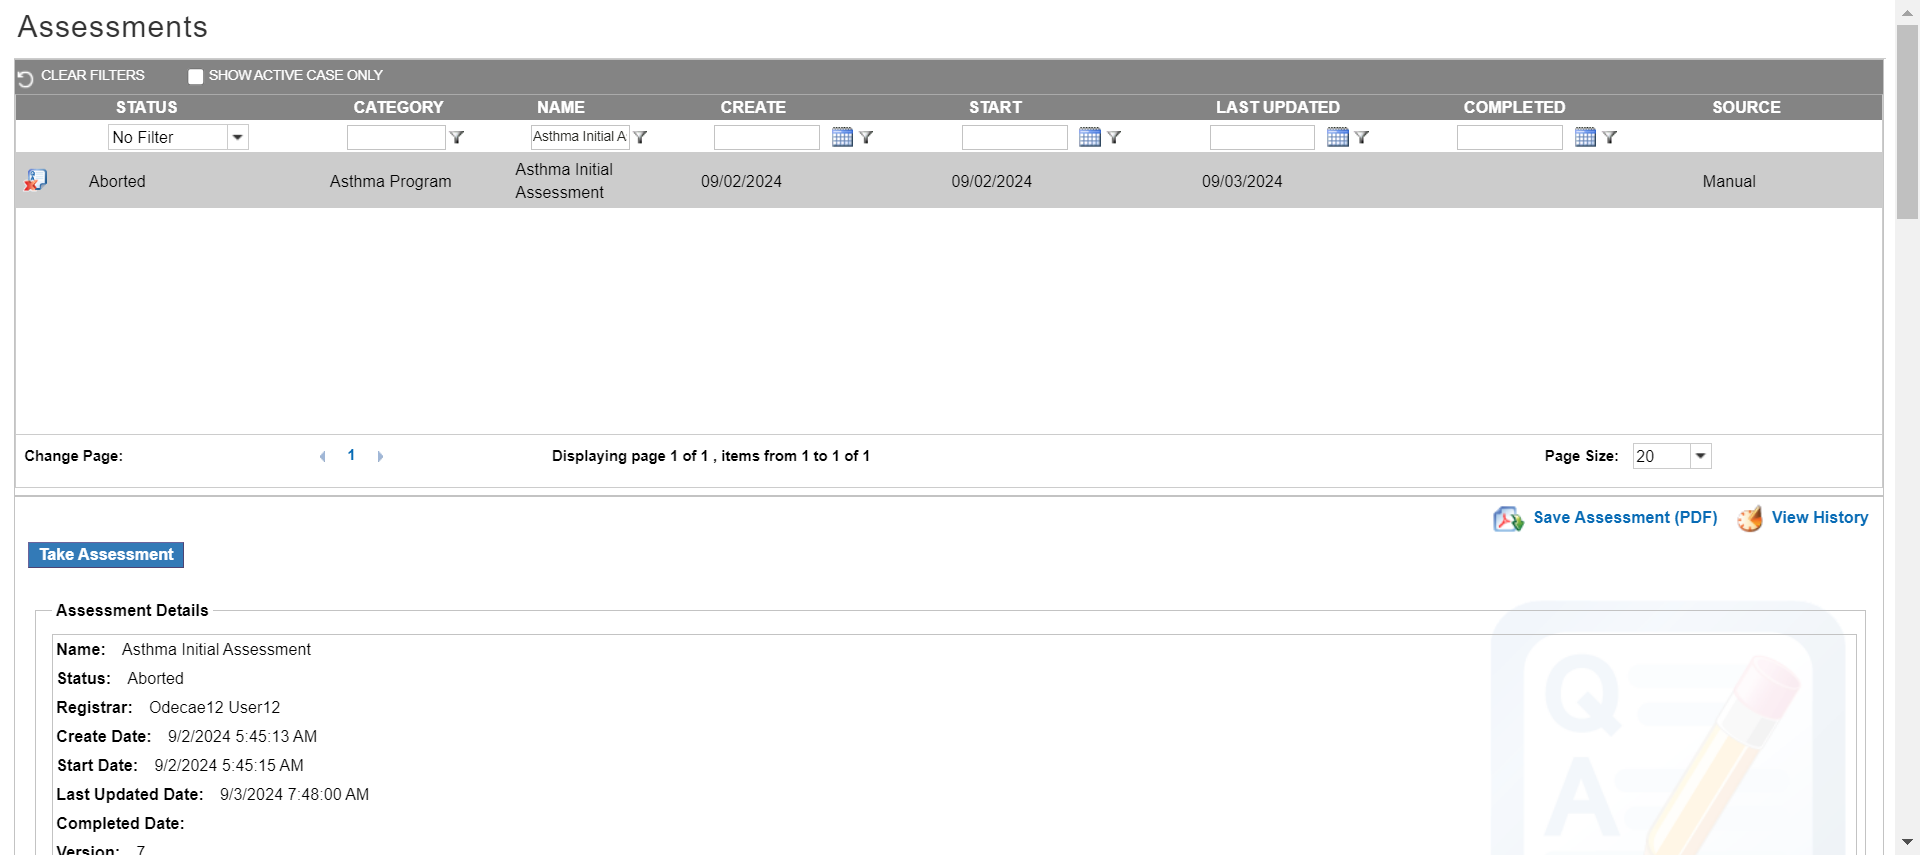 Assessments
CLEAR FILTERS SHOW ACTIVE CASE ONLY
STATUS CATEGORY NAME CREATE START LAST UPDATED COMPLETED SOURCE
No Filter Asthma Initial A
Aborted Asthma Program Asthma Initial Assessment 09/02/2024 09/02/2024 09/03/2024 Manual
Change Page: 1 Displaying page 1 of 1 , items from 1 to 1 of 1 Page Size: 20
Save Assessment (PDF) View History
Take Assessment
Assessment Details
Name: Asthma Initial Assessment
Status: Aborted
Registrar: Odecae12 User12
Create Date: 9/2/2024 5:45:13 AM
Start Date: 9/2/2024 5:45:15 AM
Last Updated Date: 9/3/2024 7:48:00 AM
Completed Date:
Version: 7
Q
A